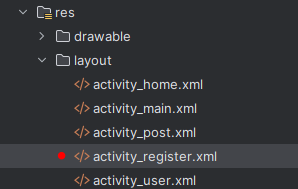 res
drawable
layout
activity_home.xml
activity_main.xml
activity_post.xml
activity_register.xml
activity_user.xml